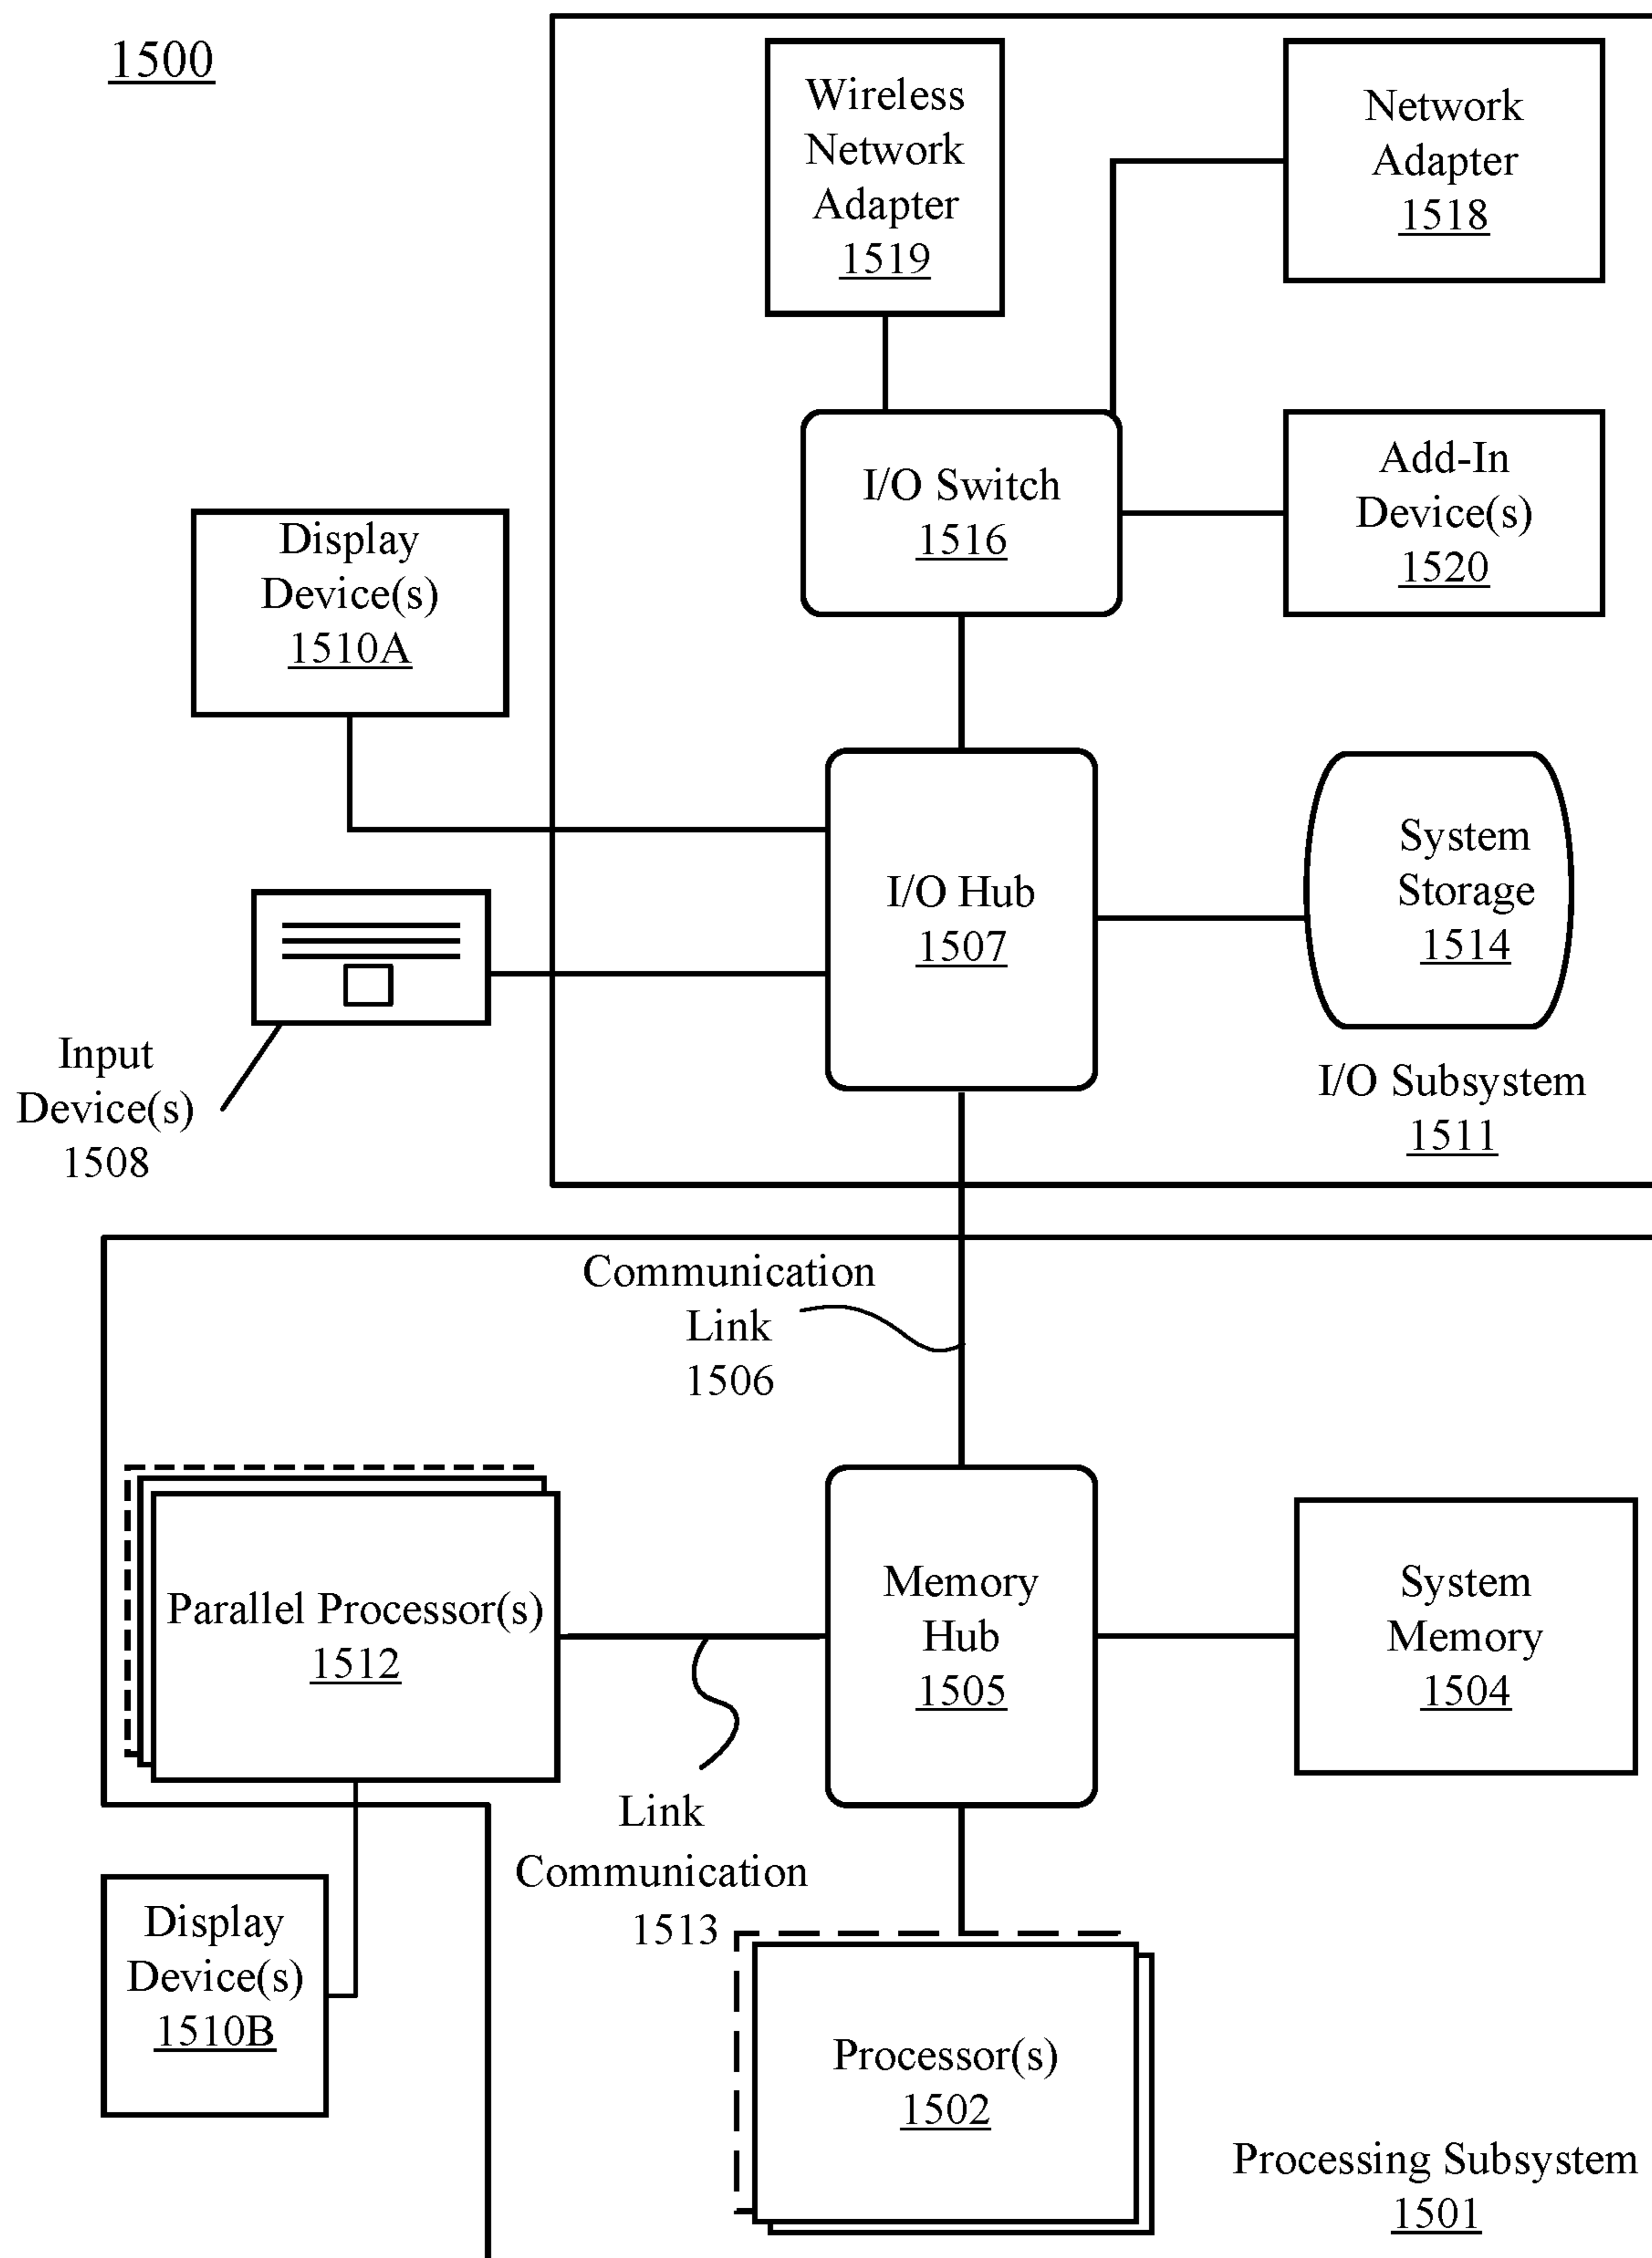 1500
Wireless
Network
Adapter
1519
Network
Adapter
1518
I/O Switch
1516
Add-In
Device(s)
1520
Display
Device(s)
1510A
I/O Hub
1507
System
Storage
1514
Input
Device(s)
1508
I/O Subsystem
1511
Communication
Link
1506
Parallel Processor(s)
1512
Memory
Hub
1505
System
Memory
1504
Link
Communication
1513
Display
Device(s)
1510B
Processor(s)
1502
Processing Subsystem
1501